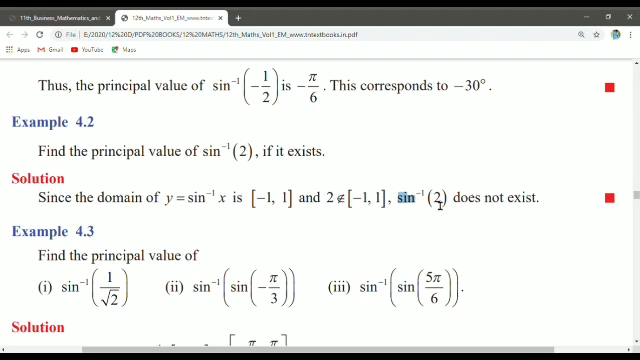 11th_Business_Mathematics_and
12th_Maths_Vol1_EM_www.tntext
File | E:/2020/12%20D/PDF%20BOOKS/12%20MATHS/12th_Maths_Vol1_EM_www.tntextbooks.in.pdf
Apps Gmail YouTube Maps
Thus, the principal value of sin⁻¹(−1/2) is −π/6. This corresponds to −30°.
Example 4.2
Find the principal value of sin⁻¹(2), if it exists.
Solution
Since the domain of y = sin⁻¹ x is [−1, 1] and 2 ∉ [−1, 1], sin⁻¹(2) does not exist.
Example 4.3
Find the principal value of
(i) sin⁻¹(1/√2) (ii) sin⁻¹(sin(−π/3)) (iii) sin⁻¹(sin(5π/6)).
Solution